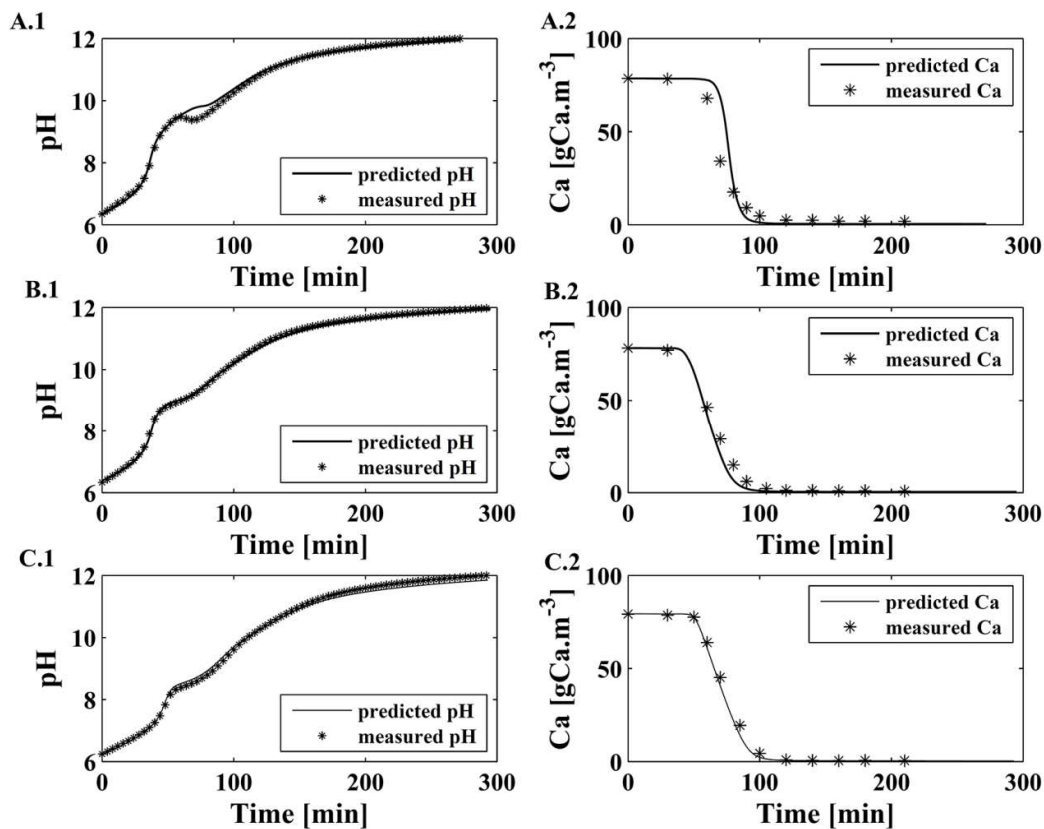 A.1
12
10
8
6
pH
predicted pH
measured pH
0 100 200 300
Time [min]
A.2
100
50
0
Ca [gCa.m-3]
predicted Ca
measured Ca
0 100 200 300
Time [min]
B.1
12
10
8
6
pH
predicted pH
measured pH
0 100 200 300
Time [min]
B.2
100
50
0
Ca [gCa.m-3]
predicted Ca
measured Ca
0 100 200 300
Time [min]
C.1
12
10
8
6
pH
predicted pH
measured pH
0 100 200 300
Time [min]
C.2
100
50
0
Ca [gCa.m-3]
predicted Ca
measured Ca
0 100 200 300
Time [min]